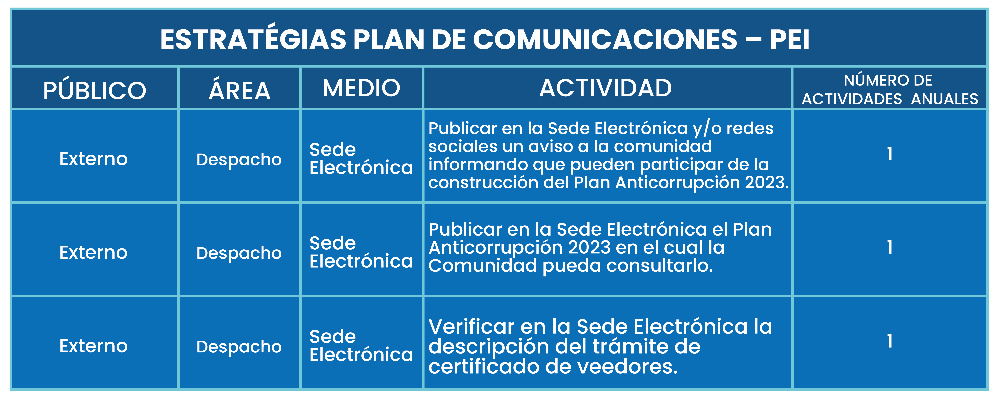 ESTRATÉGIAS PLAN DE COMUNICACIONES – PEI
PÚBLICO
ÁREA
MEDIO
ACTIVIDAD
NÚMERO DE
ACTIVIDADES ANUALES
Externo
Despacho
Sede
Electrónica
Publicar en la Sede Electrónica y/o redes
sociales un aviso a la comunidad
informando que pueden participar de la
construcción del Plan Anticorrupción 2023.
1
Externo
Despacho
Sede
Electrónica
Publicar en la Sede Electrónica el Plan
Anticorrupción 2023 en el cual la
Comunidad pueda consultarlo.
1
Externo
Despacho
Sede
Electrónica
Verificar en la Sede Electrónica la
descripción del trámite de
certificado de veedores.
1